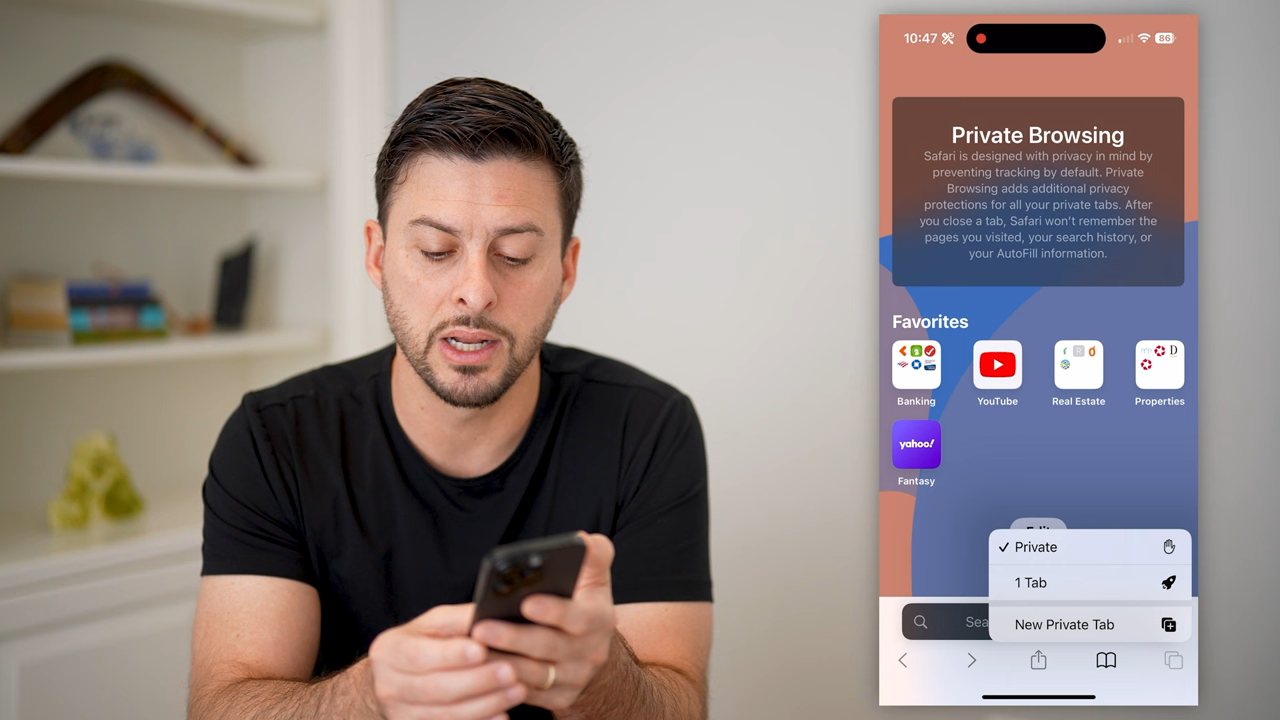 10:47
86
Private Browsing
Safari is designed with privacy in mind by
preventing tracking by default. Private
Browsing adds additional privacy
protections for all your private tabs. After
you close a tab, Safari won't remember the
pages you visited, your search history, or
your AutoFill information.
Favorites
Banking
YouTube
Real Estate
Properties
yahoo!
Fantasy
Edit
Private
1 Tab
New Private Tab
Sea